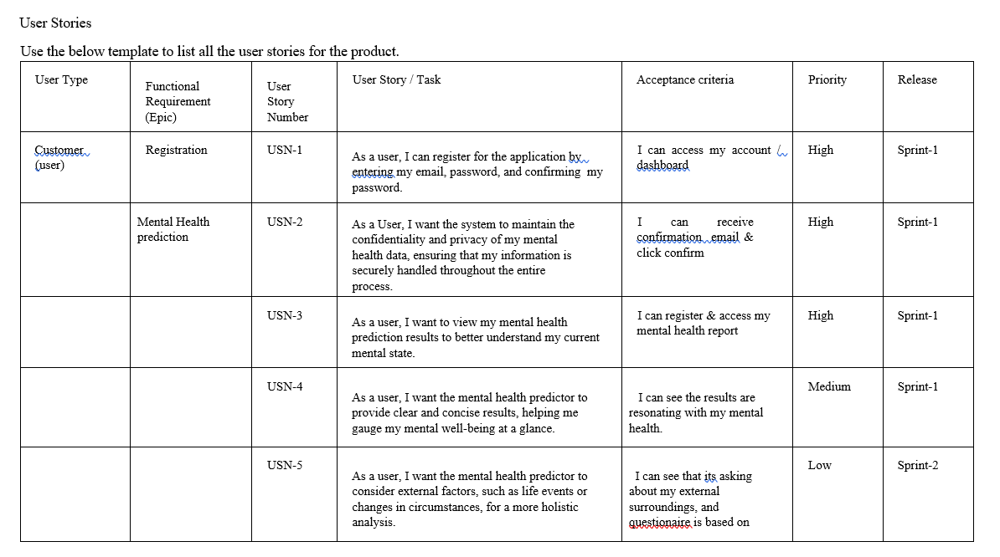 User Stories
Use the below template to list all the user stories for the product.
User Type
Functional
Requirement
(Epic)
User
Story
Number
User Story / Task
Acceptance criteria
Priority
Release
Customer
(user)
Registration
USN-1
As a user, I can register for the application by
entering my email, password, and confirming my
password.
I can access my account /
dashboard
High
Sprint-1
Mental Health
prediction
USN-2
As a User, I want the system to maintain the
confidentiality and privacy of my mental
health data, ensuring that my information is
securely handled throughout the entire
process.
I can receive
confirmation email &
click confirm
High
Sprint-1
USN-3
As a user, I want to view my mental health
prediction results to better understand my current
mental state.
I can register & access my
mental health report
High
Sprint-1
USN-4
As a user, I want the mental health predictor to
provide clear and concise results, helping me
gauge my mental well-being at a glance.
I can see the results are
resonating with my mental
health.
Medium
Sprint-1
USN-5
As a user, I want the mental health predictor to
consider external factors, such as life events or
changes in circumstances, for a more holistic
analysis.
I can see that its asking
about my external
surroundings, and
questionaire is based on
Low
Sprint-2